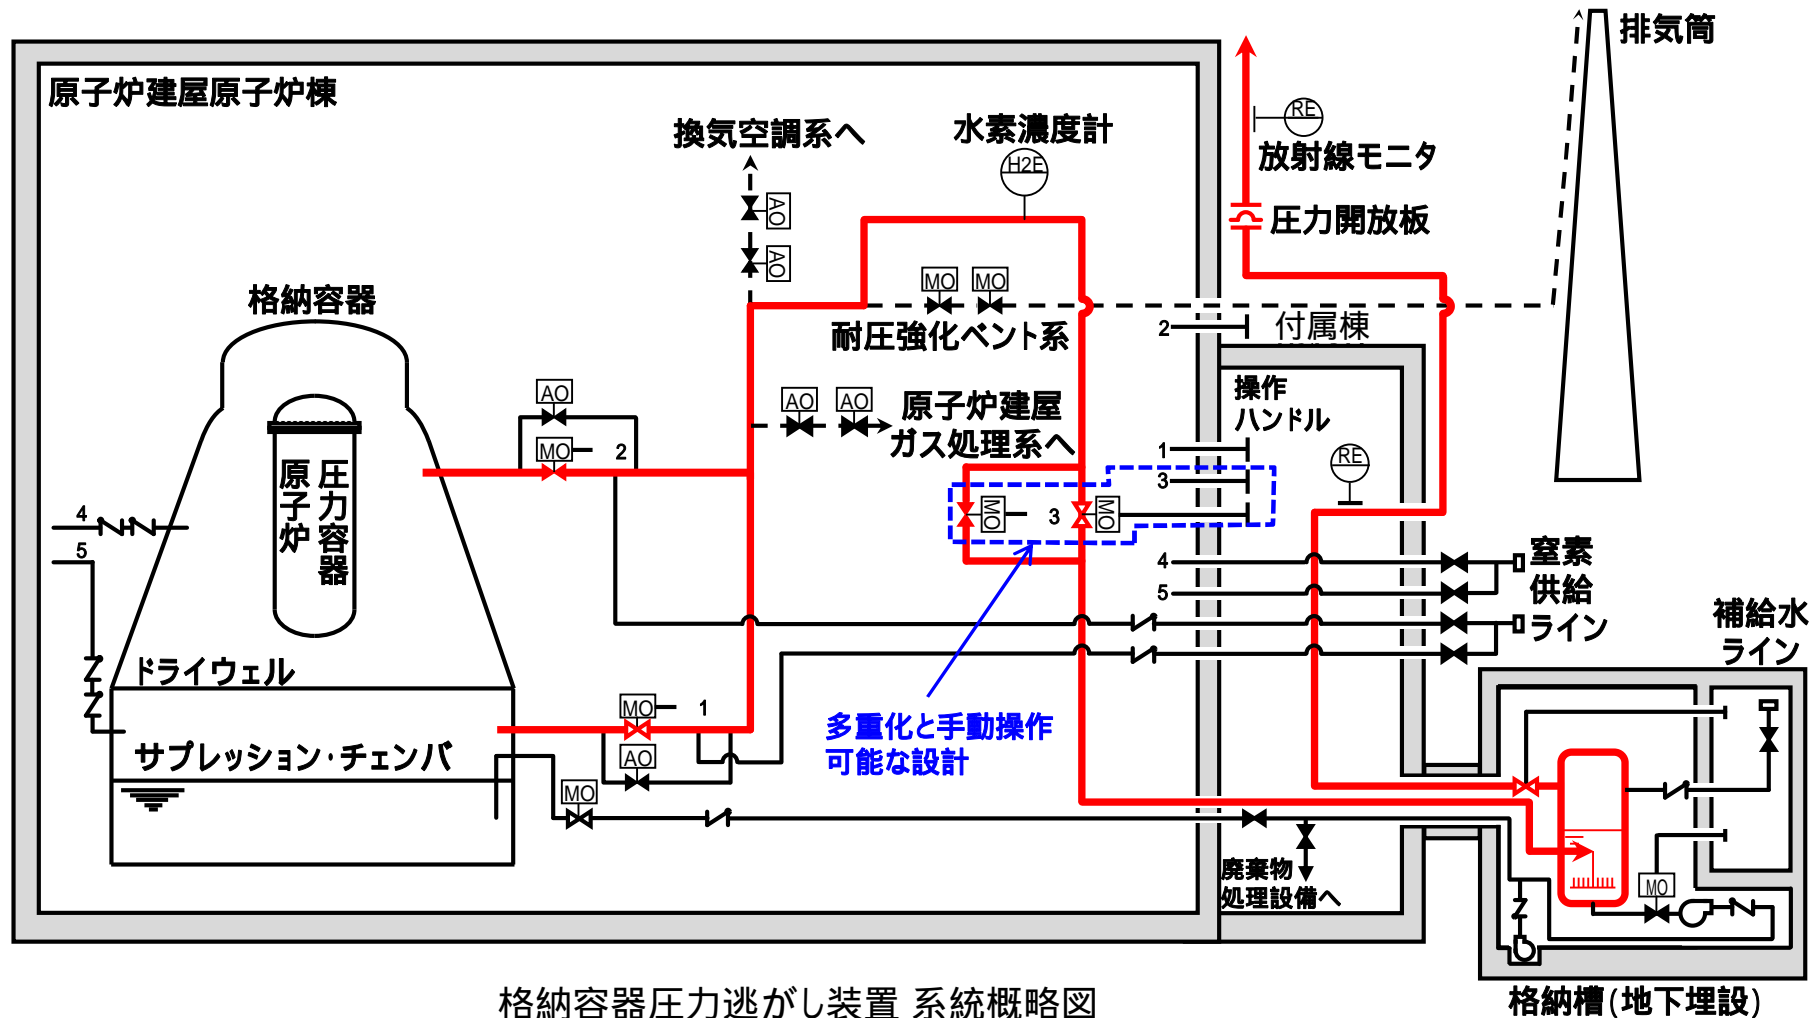 排気筒
原子炉建屋原子炉棟
換気空調系へ
水素濃度計
H2E
RE
放射線モニタ
AO
AO
圧力開放板
格納容器
MO
MO
耐圧強化ベント系
2
付属棟
操作
ハンドル
AO
AO
AO
原子炉建屋
ガス処理系へ
MO
2
1
RE
原子炉
圧力容器
3
MO
3
MO
4
5
4
5
窒素
供給
ライン
補給水
ライン
ドライウェル
MO
1
多重化と手動操作
可能な設計
サプレッション・チェンバ
AO
MO
廃棄物
処理設備へ
MO
格納容器圧力逃がし装置 系統概略図
格納槽(地下埋設)